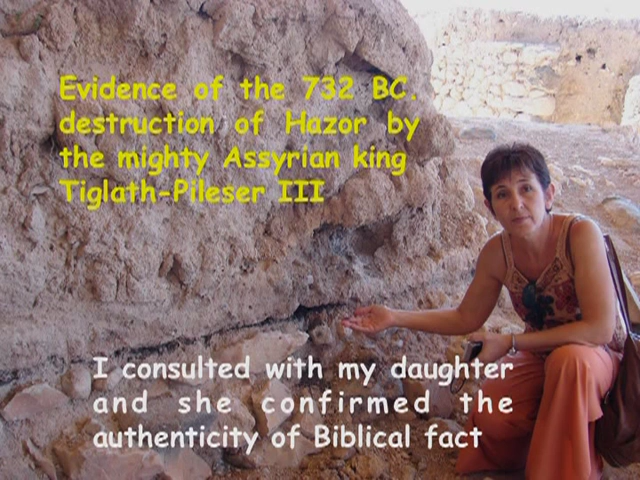 Evidence of the 732 BC.
destruction of Hazor by
the mighty Assyrian king
Tiglath-Pileser III
I consulted with my daughter
and she confirmed the
authenticity of Biblical fact